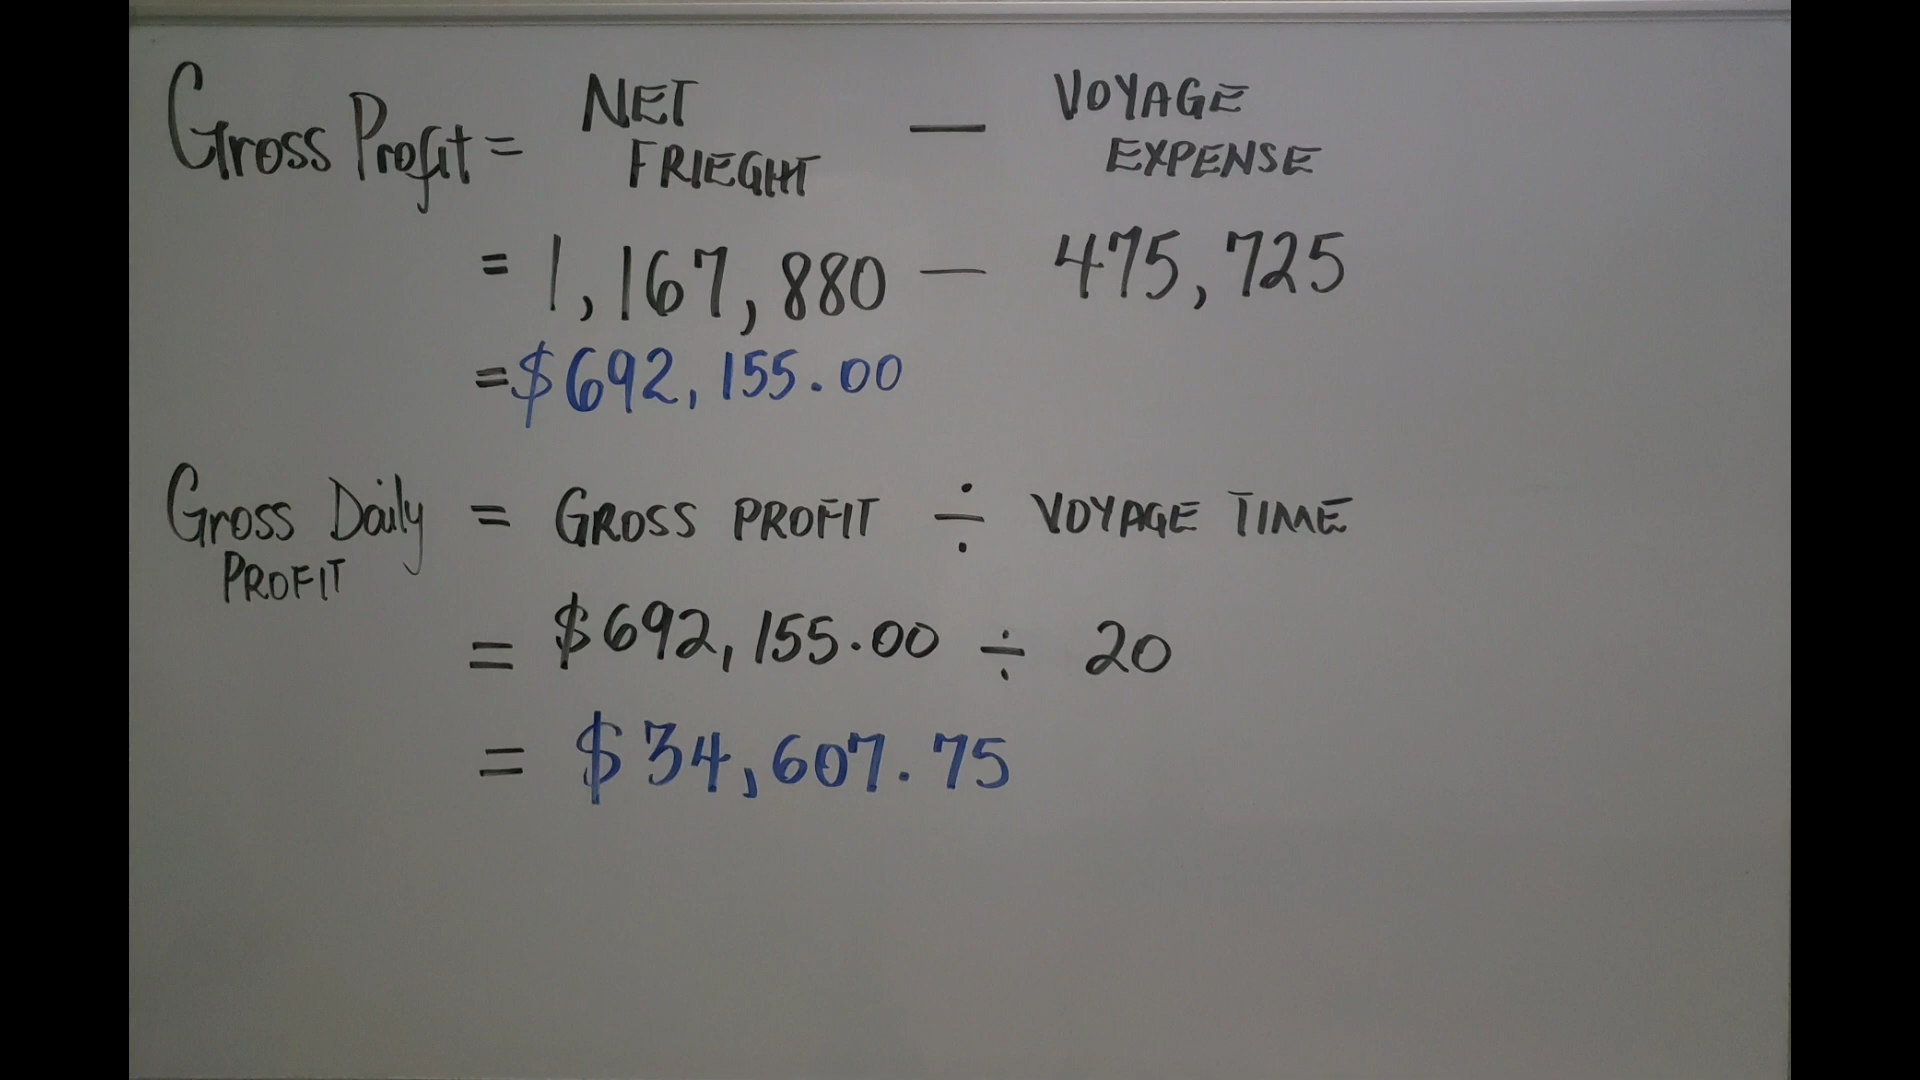 Gross Profit = NET FRIEGHT — VOYAGE EXPENSE
= 1,167,880 — 475,725
= $692,155.00
Gross Daily PROFIT = GROSS PROFIT ÷ VOYAGE TIME
= $692,155.00 ÷ 20
= $34,607.75